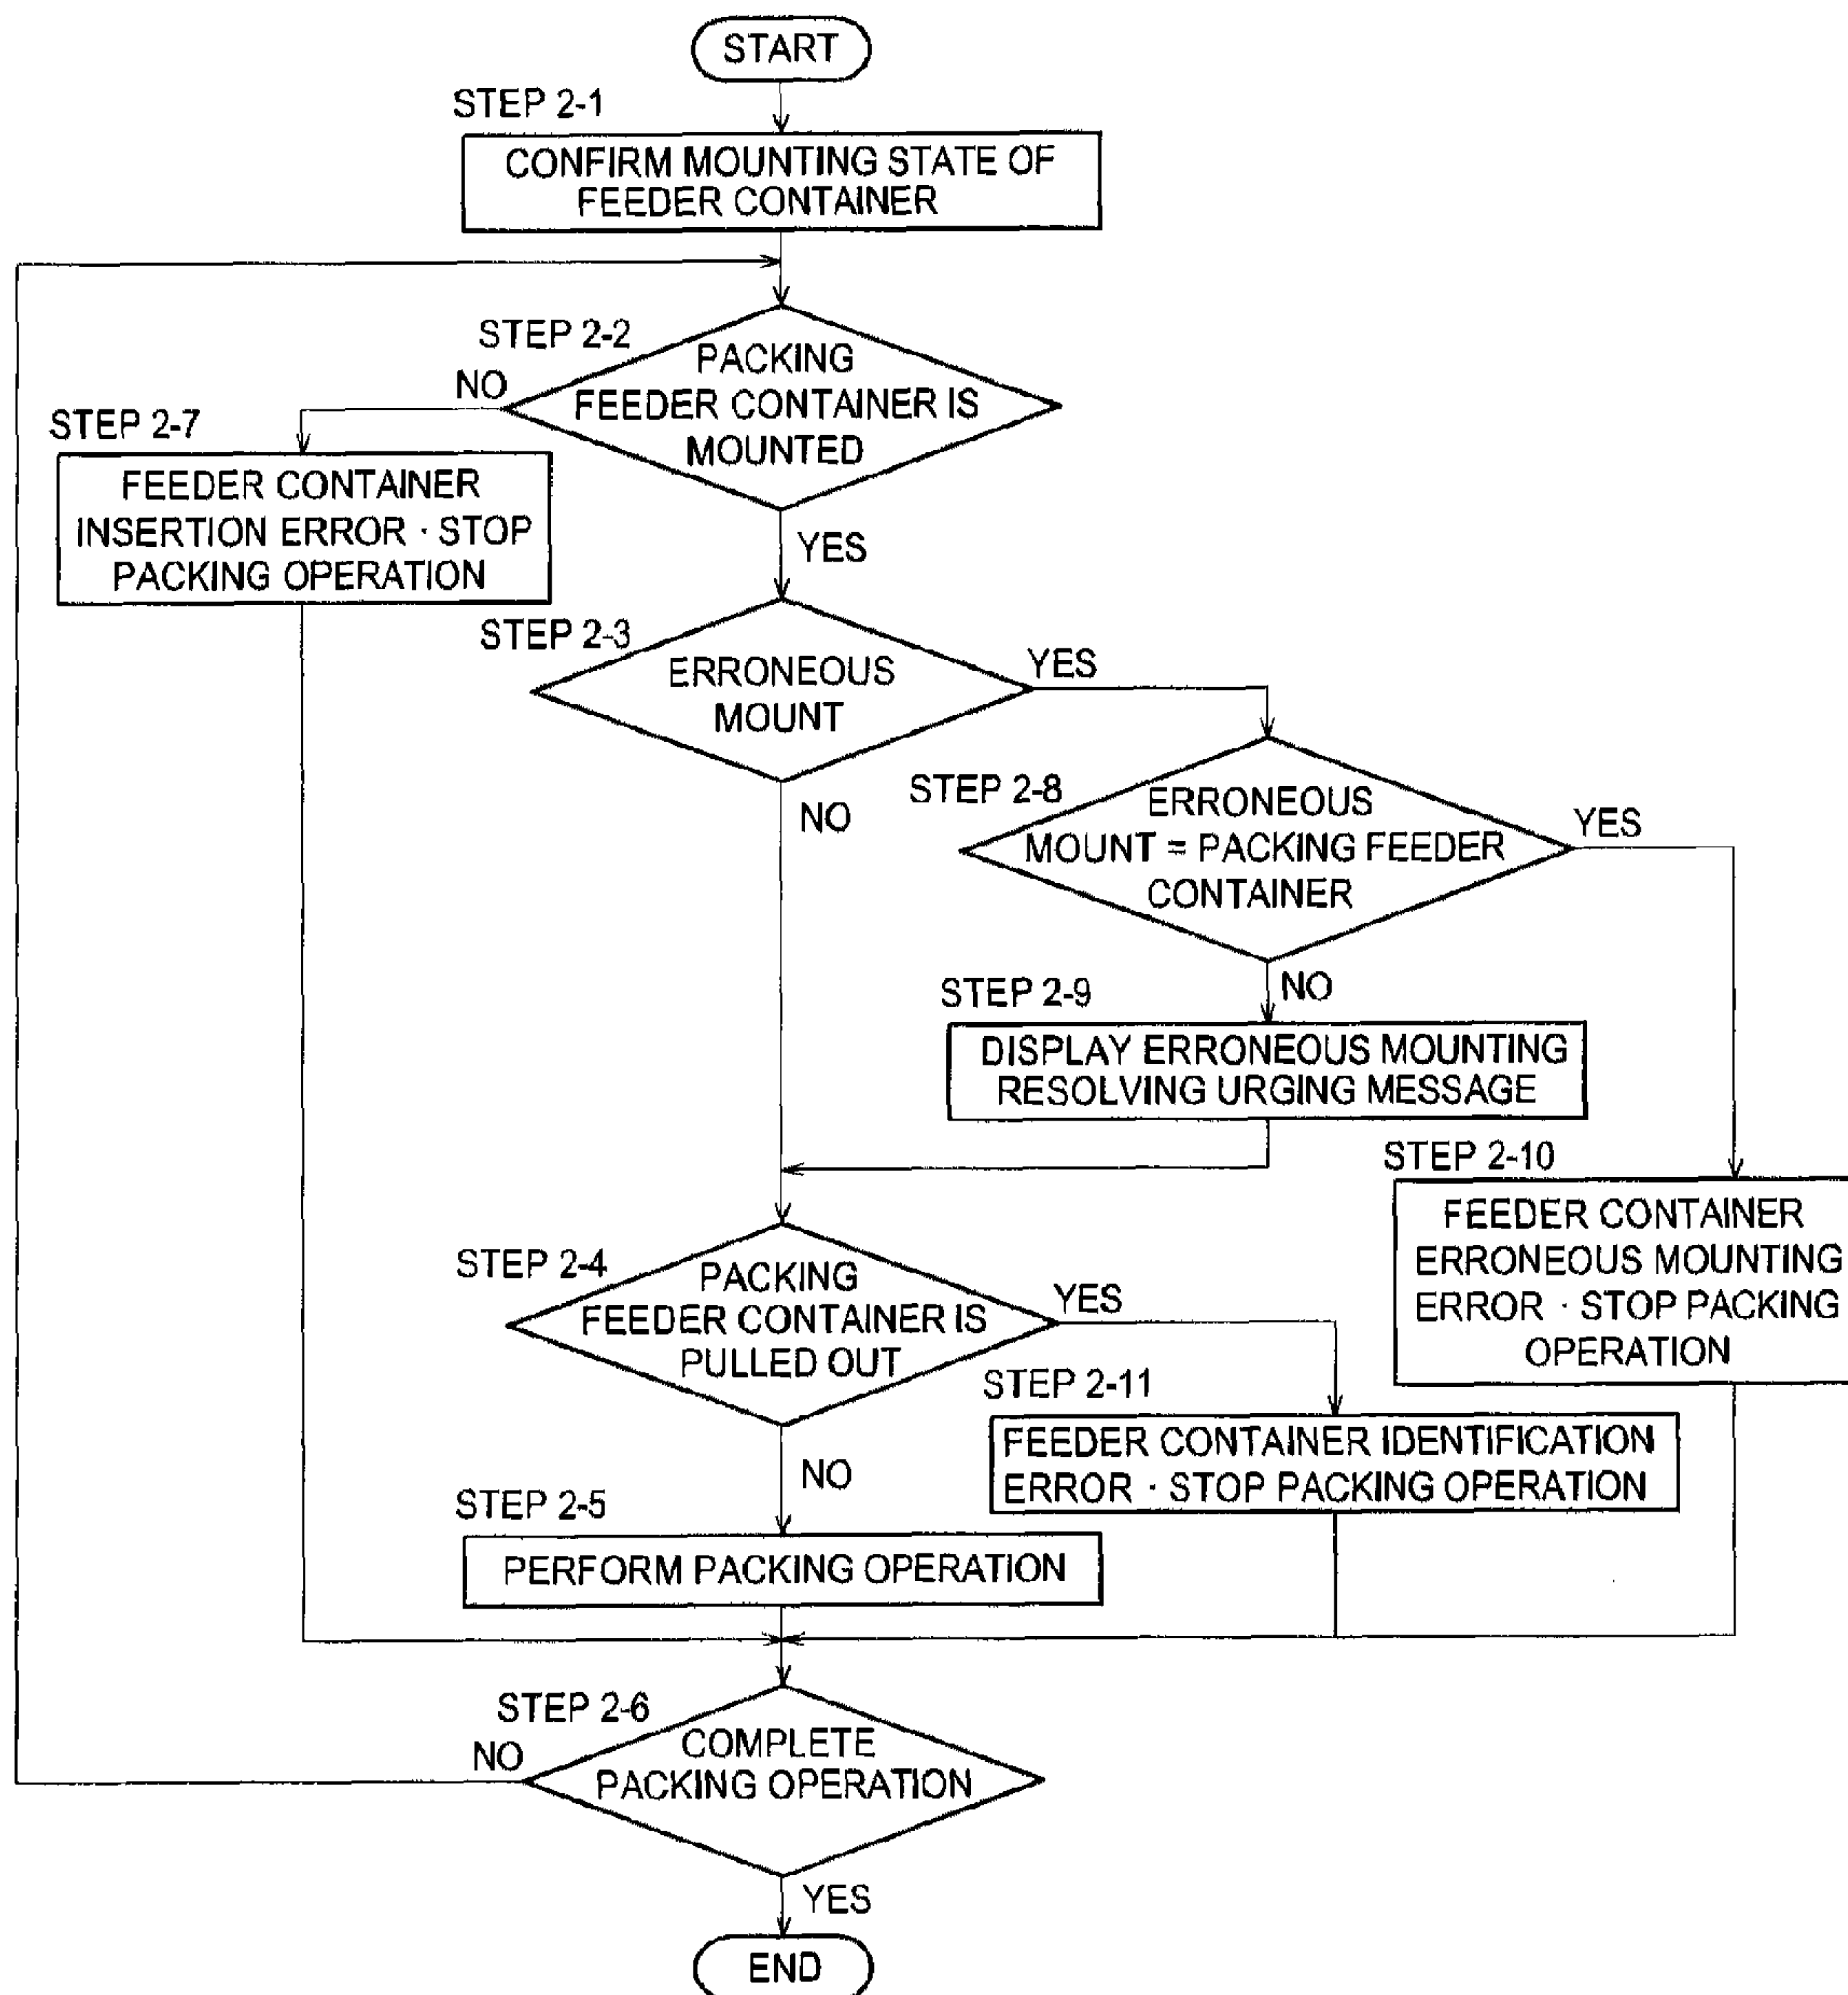 START
STEP 2-1
CONFIRM MOUNTING STATE OF
FEEDER CONTAINER
STEP 2-2
PACKING
FEEDER CONTAINER IS
MOUNTED
NO
YES
STEP 2-7
FEEDER CONTAINER
INSERTION ERROR · STOP
PACKING OPERATION
STEP 2-3
ERRONEOUS
MOUNT
YES
NO
STEP 2-8
ERRONEOUS
MOUNT = PACKING FEEDER
CONTAINER
YES
NO
STEP 2-9
DISPLAY ERRONEOUS MOUNTING
RESOLVING URGING MESSAGE
STEP 2-10
FEEDER CONTAINER
ERRONEOUS MOUNTING
ERROR · STOP PACKING
OPERATION
STEP 2-4
PACKING
FEEDER CONTAINER IS
PULLED OUT
YES
NO
STEP 2-11
FEEDER CONTAINER IDENTIFICATION
ERROR · STOP PACKING OPERATION
STEP 2-5
PERFORM PACKING OPERATION
STEP 2-6
COMPLETE
PACKING OPERATION
NO
YES
END